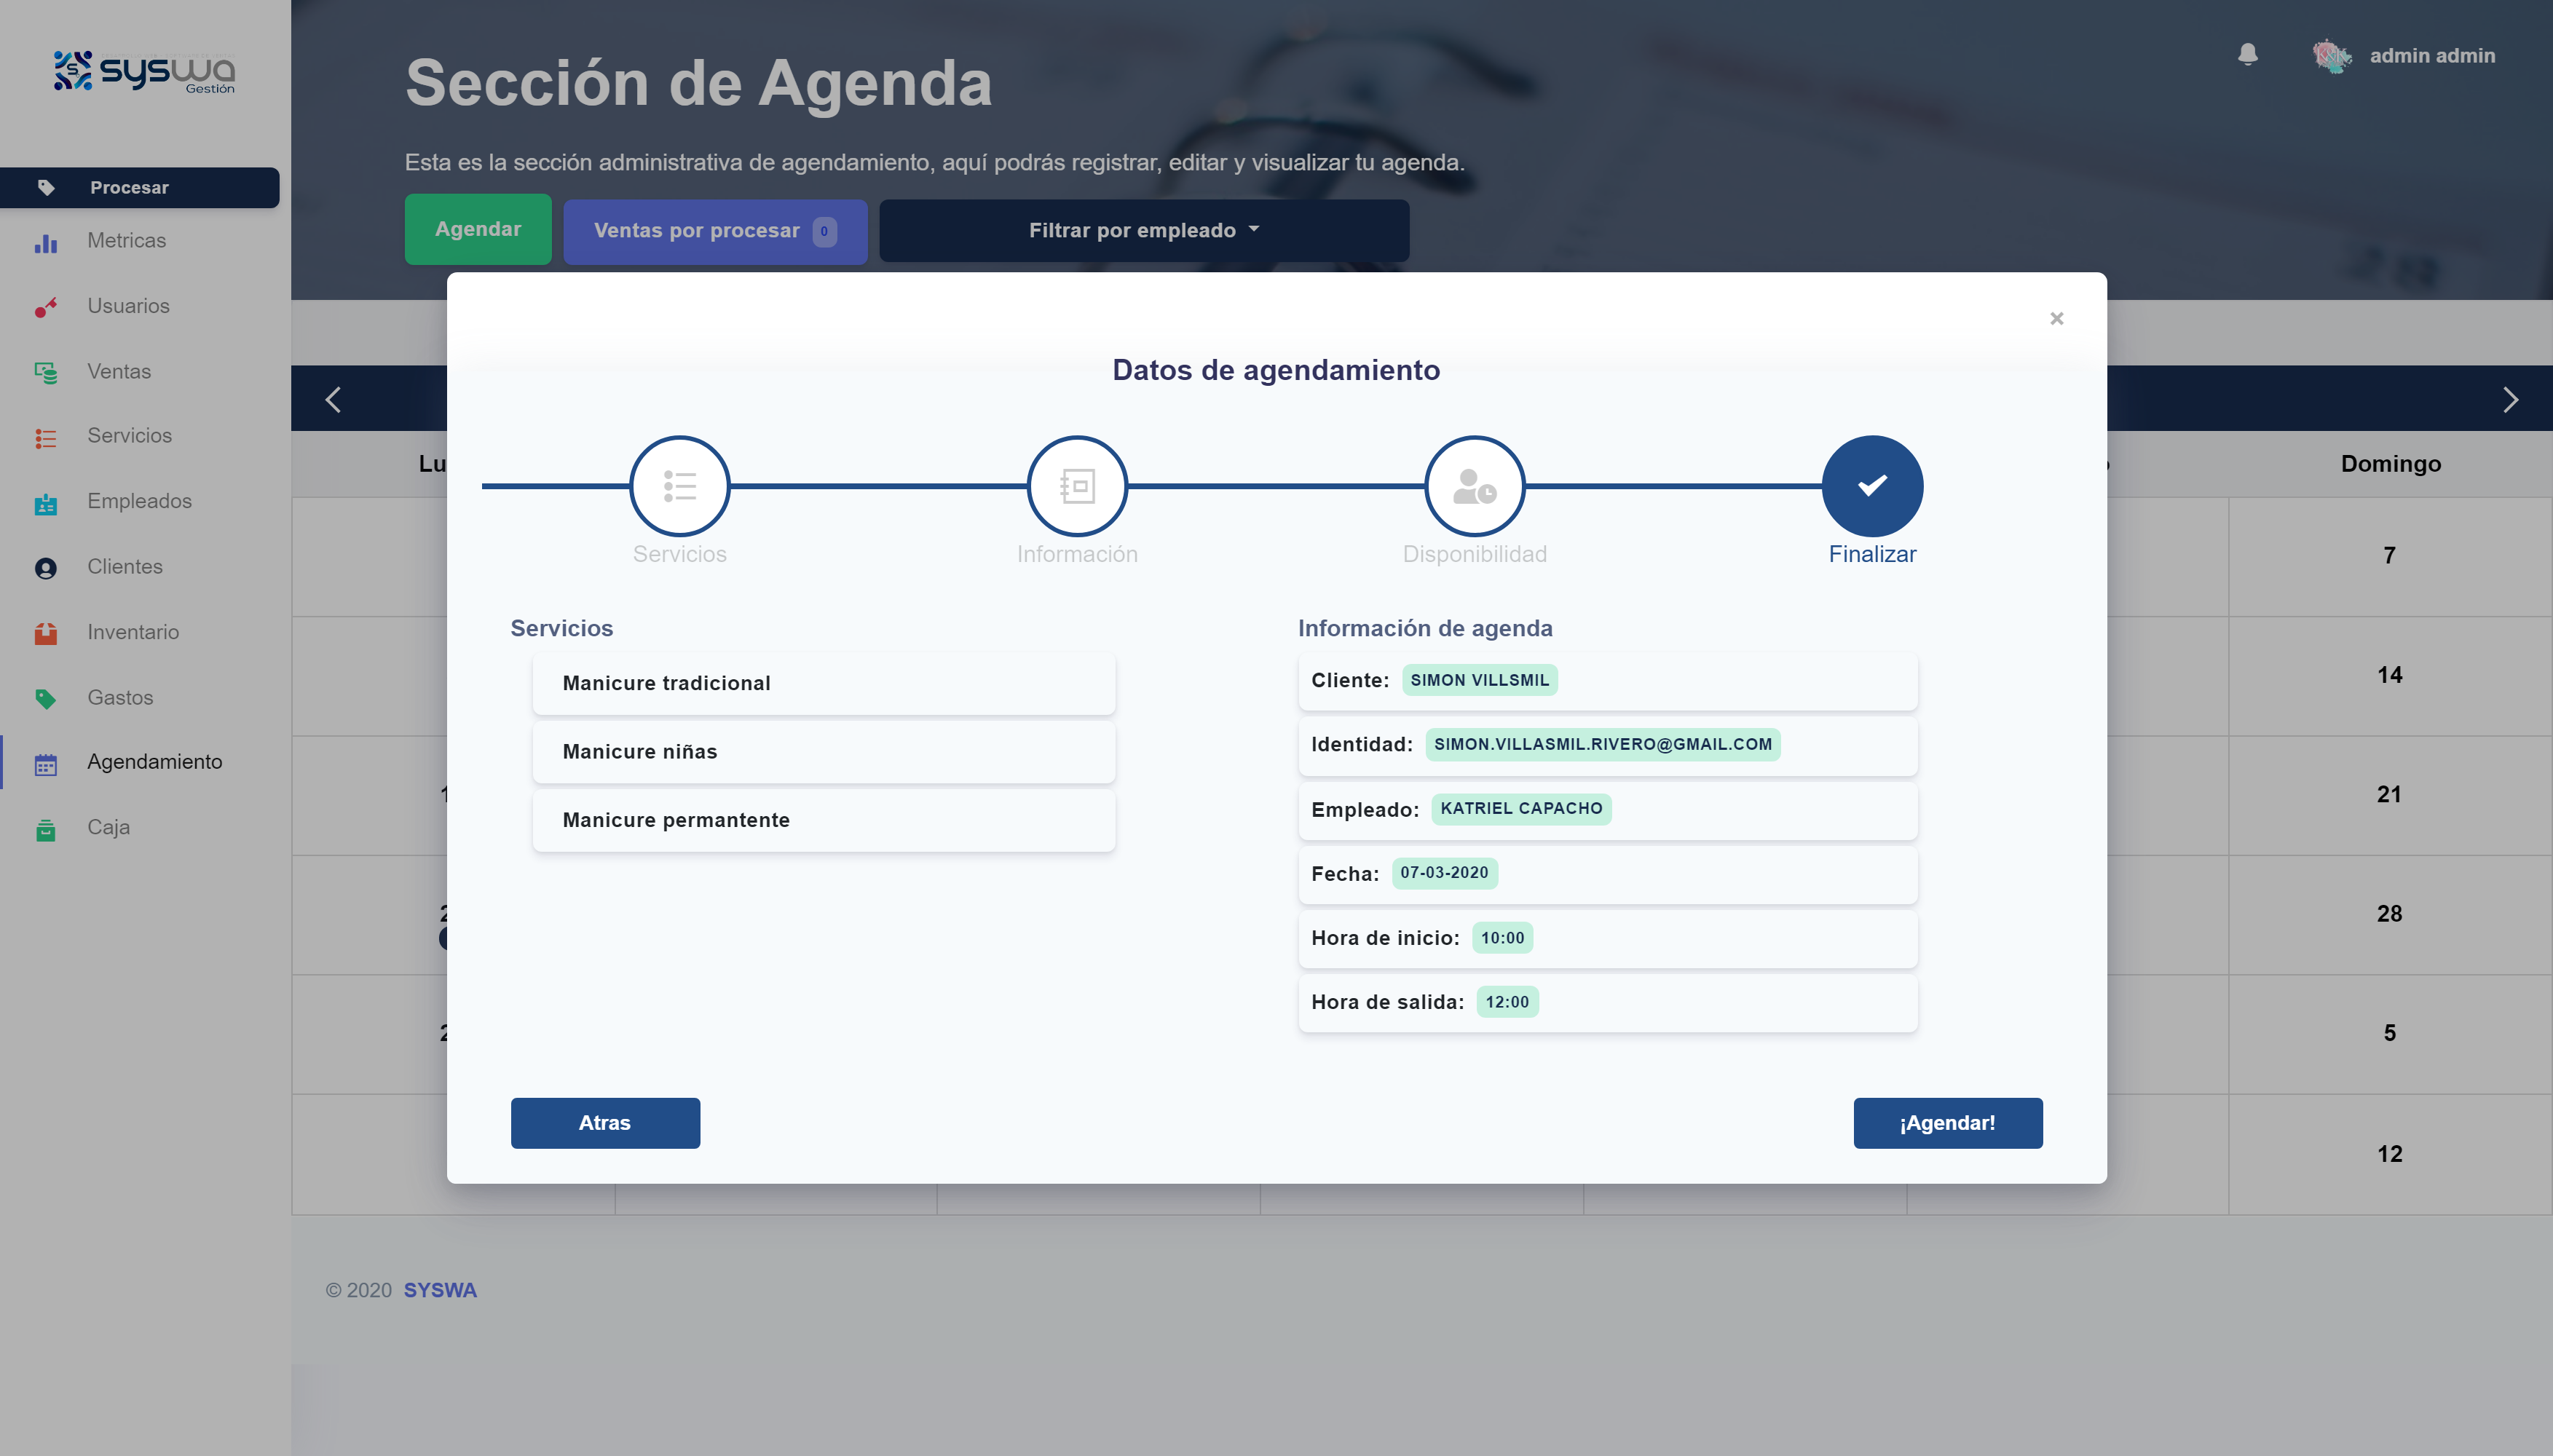 syswa
Gestión
Procesar
Metricas
Usuarios
Ventas
Servicios
Empleados
Clientes
Inventario
Gastos
Agendamiento
Caja
Sección de Agenda
admin admin
Esta es la sección administrativa de agendamiento, aquí podrás registrar, editar y visualizar tu agenda.
Agendar
Ventas por procesar 0
Filtrar por empleado
×
Datos de agendamiento
Servicios
Información
Disponibilidad
Finalizar
Servicios
Manicure tradicional
Manicure niñas
Manicure permantente
Información de agenda
Cliente: SIMON VILLSMIL
Identidad: SIMON.VILLASMIL.RIVERO@GMAIL.COM
Empleado: KATRIEL CAPACHO
Fecha: 07-03-2020
Hora de inicio: 10:00
Hora de salida: 12:00
Atras
¡Agendar!
Domingo
7
14
21
28
5
12
© 2020 SYSWA